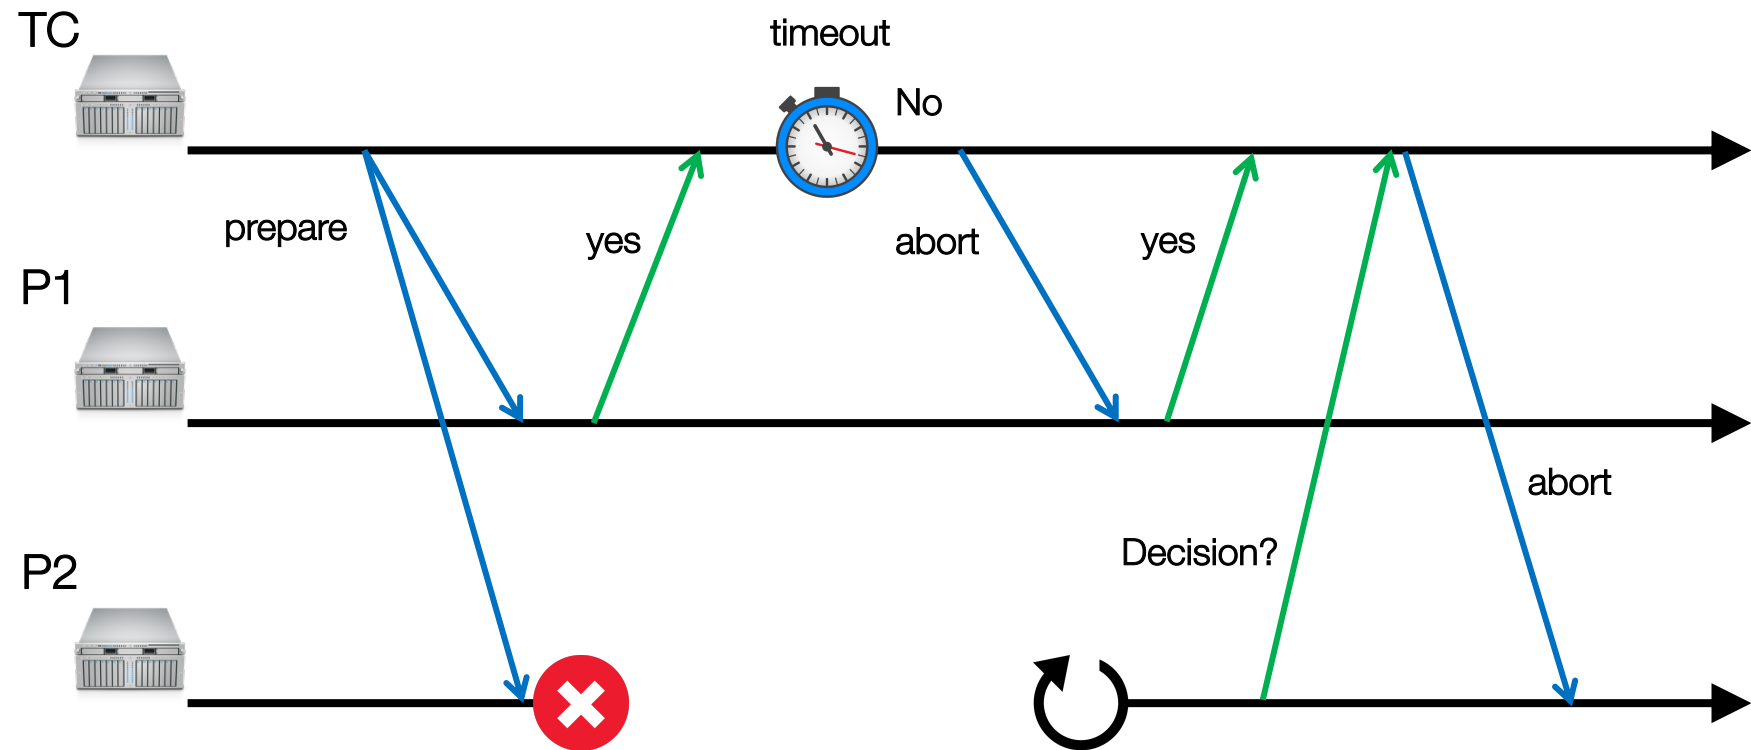 TC
timeout
No
prepare
yes
abort
yes
P1
abort
Decision?
P2